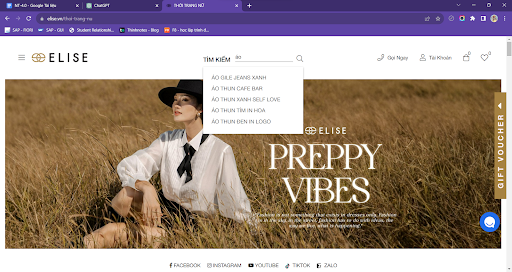 NT-4.0 - Google Tài liệu
ChatGPT
THỜI TRANG NỮ
elise.vn/thoi-trang-nu
SAP - FIORI
SAP - GUI
Student Relationshi...
Thinknotes - Blog
F8 - học lập trình đ...
ELISE
TÌM KIẾM
áo
Gọi Ngay
Tài Khoản
0
0
ÁO GILE JEANS XANH
ÁO THUN CAFE BAR
ÁO THUN XANH SELF LOVE
ÁO THUN TÍM IN HOA
ÁO THUN ĐEN IN LOGO
ELISE
PREPPY
VIBES
"Fashion is not something that exists in dresses only. Fashion
is in the sky, in the street, fashion has to do with ideas, the
way we live, what is happening."
GIFT VOUCHER
FACEBOOK
INSTAGRAM
YOUTUBE
TIKTOK
ZALO